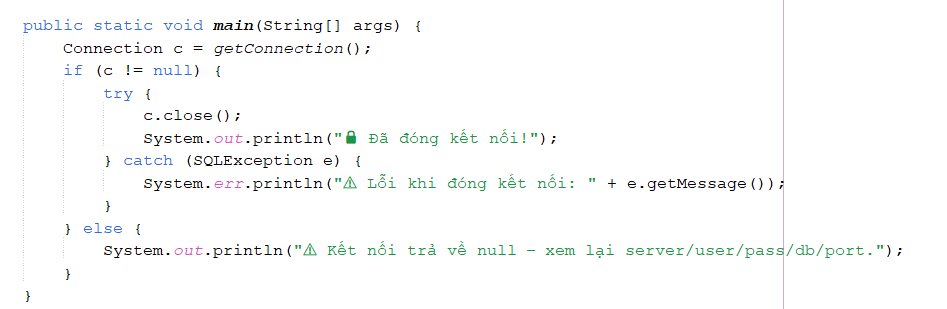 public static void main(String[] args) {
    Connection c = getConnection();
    if (c != null) {
        try {
            c.close();
            System.out.println("🔒 Đã đóng kết nối!");
        } catch (SQLException e) {
            System.err.println("⚠ Lỗi khi đóng kết nối: " + e.getMessage());
        }
    } else {
        System.out.println("⚠ Kết nối trả về null – xem lại server/user/pass/db/port.");
    }
}